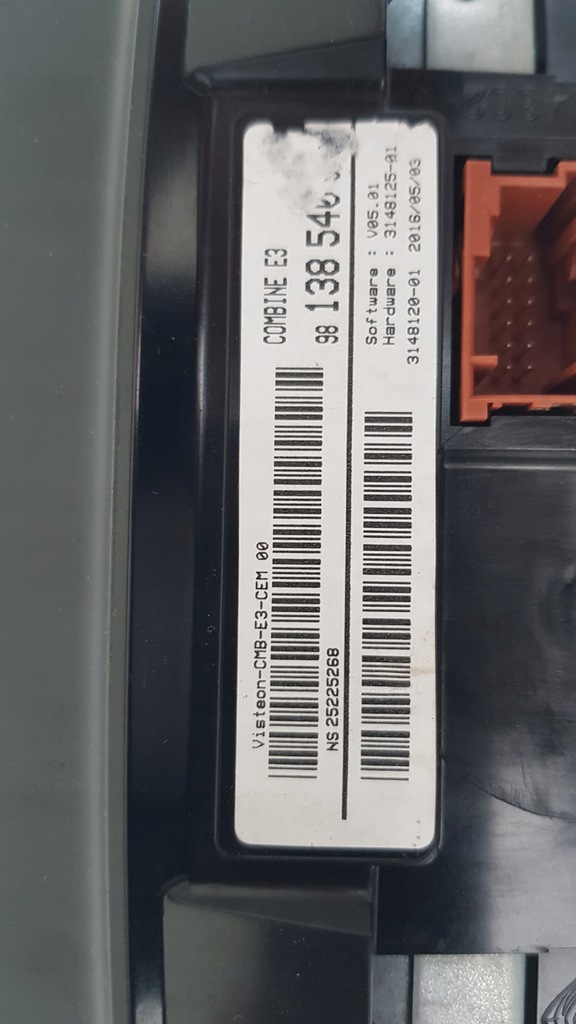 Visteon-CMB-E3-CEM 00
COMBINE E3
NS 25225268
98 138 540
Software : V05.01
Hardware : 3148125-01
3148120-01 2016/05/03